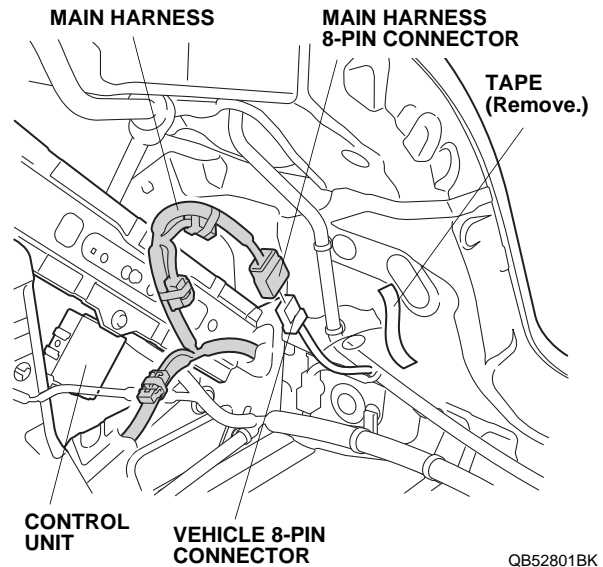 MAIN HARNESS
MAIN HARNESS
8-PIN CONNECTOR
TAPE
(Remove.)
CONTROL
UNIT
VEHICLE 8-PIN
CONNECTOR
QB52801BK